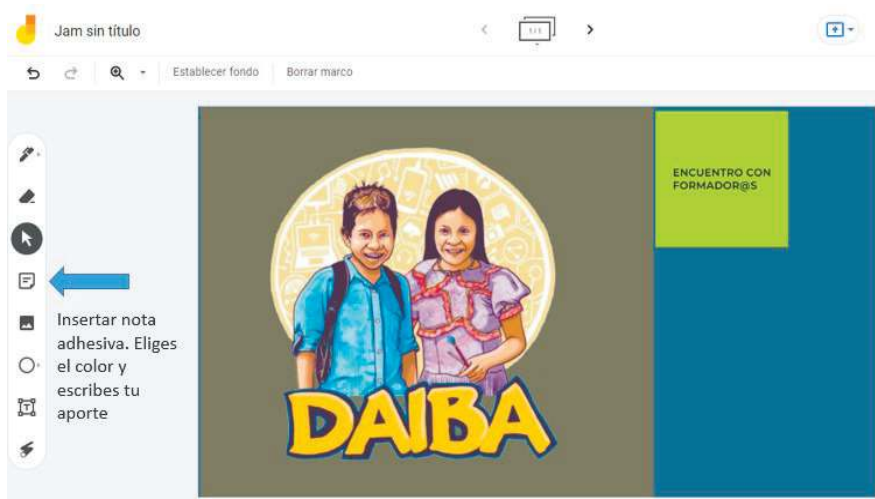 Jam sin título
Establecer fondo
Borrar marco
ENCUENTRO CON
FORMADOR@S
Insertar nota
adhesiva. Eliges
el color y
escribes tu
aporte
DAIBA